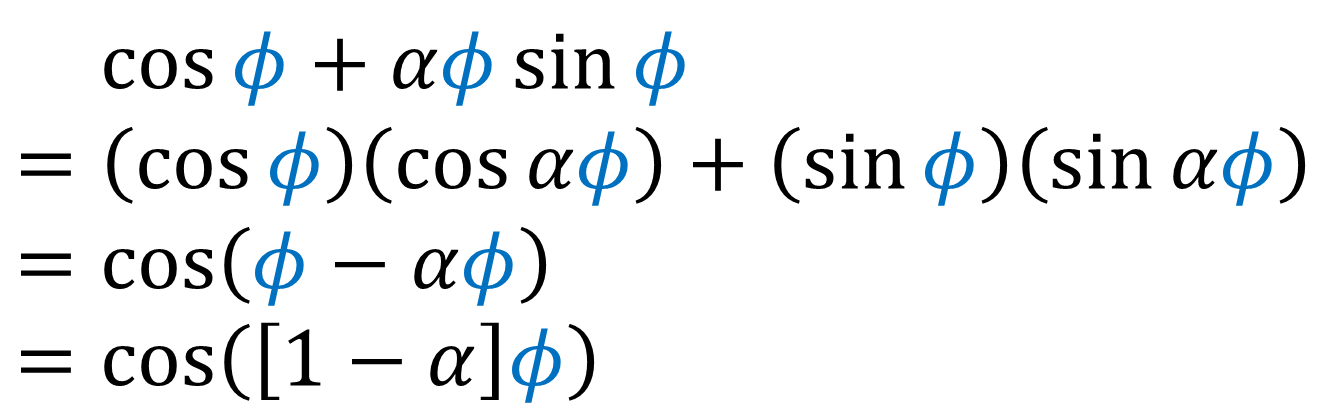 cos ϕ + αϕ sin ϕ
= (cos ϕ)(cos αϕ) + (sin ϕ)(sin αϕ)
= cos(ϕ − αϕ)
= cos([1 − α]ϕ)